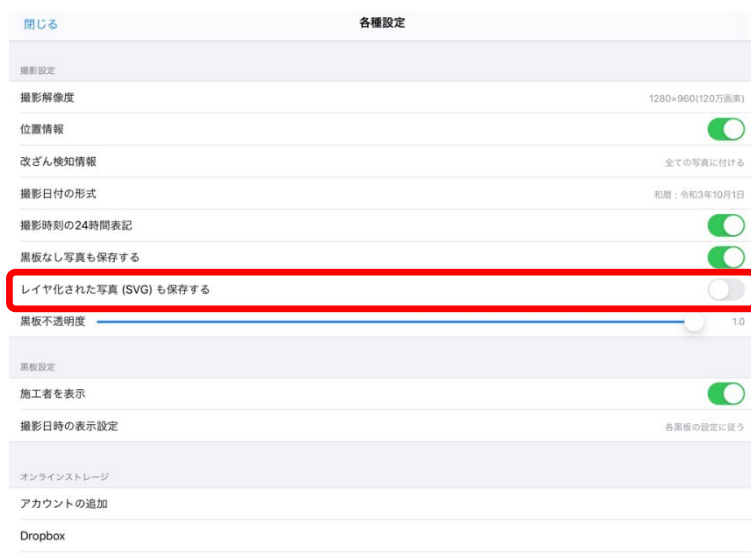 閉じる
各種設定
撮影設定
撮影解像度
1280×960(120万画素)
位置情報
改ざん検知情報
全ての写真に付ける
撮影日付の形式
和暦 : 令和3年10月1日
撮影時刻の24時間表記
黒板なし写真も保存する
レイヤ化された写真 (SVG) も保存する
黒板不透明度
1.0
黒板設定
施工者を表示
撮影日時の表示設定
各黒板の設定に従う
オンラインストレージ
アカウントの追加
Dropbox